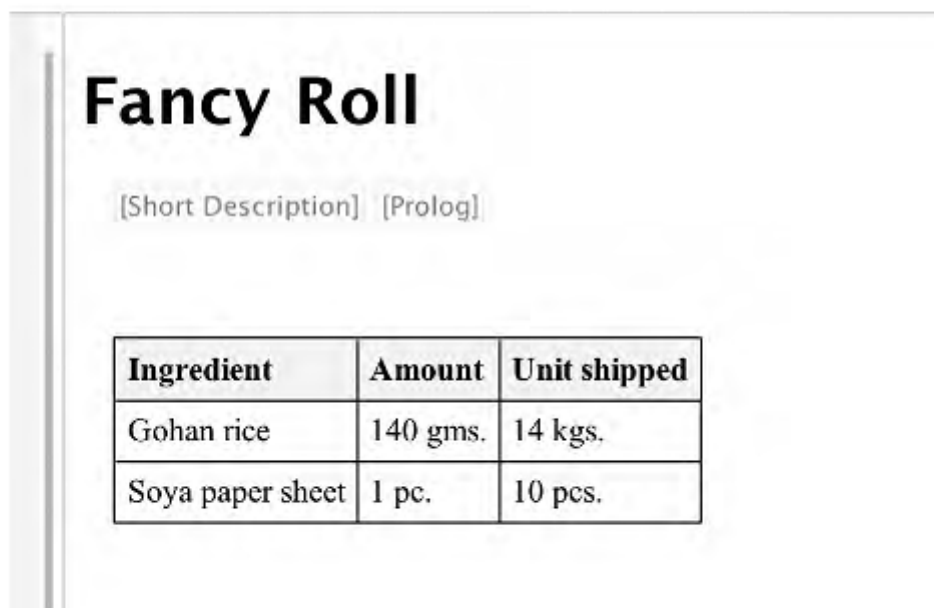 Fancy Roll
[Short Description] [Prolog]
Ingredient Amount Unit shipped
Gohan rice 140 gms. 14 kgs.
Soya paper sheet 1 pc. 10 pcs.